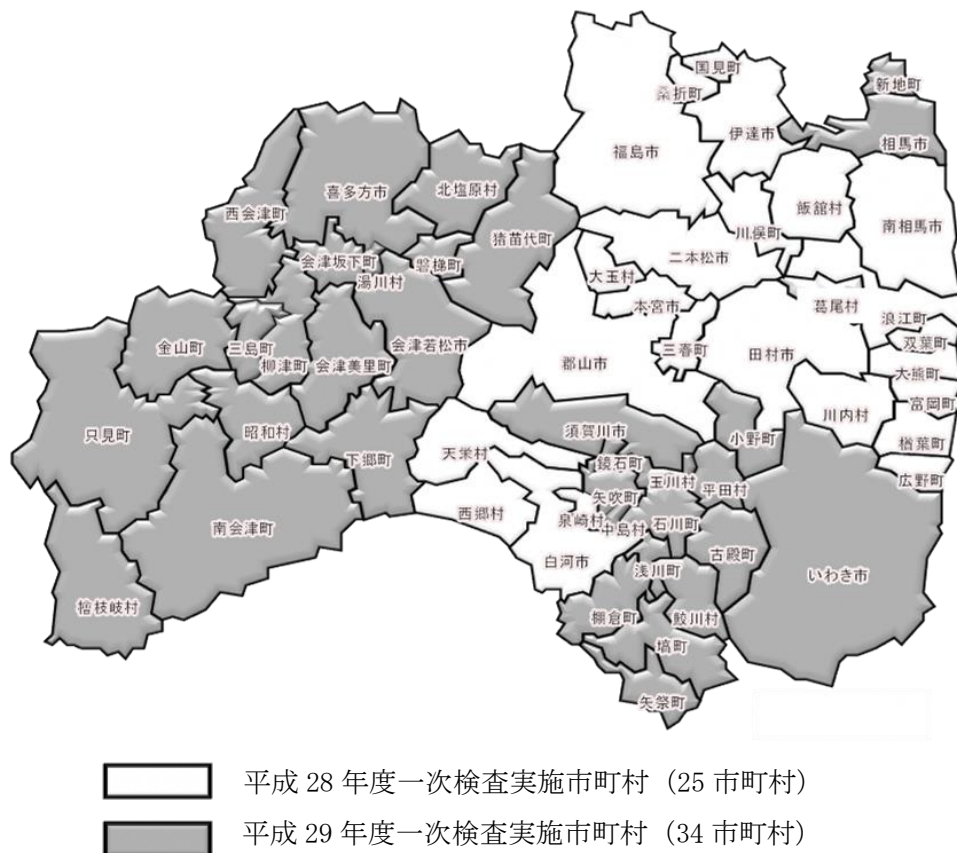 国見町
桑折町
新地町
伊達市
相馬市
福島市
喜多方市
北塩原村
飯舘村
西会津町
南相馬市
川俣町
猪苗代町
二本松市
会津坂下町
磐梯町
大玉村
湯川村
本宮市
葛尾村
浪江町
双葉町
金山町
三島町
会津若松市
三春町
田村市
柳津町
会津美里町
郡山市
大熊町
富岡町
川内村
只見町
昭和村
須賀川市
小野町
楢葉町
下郷町
天栄村
鏡石町
玉川村
平田村
広野町
矢吹町
西郷村
泉崎村
中島村
石川町
南会津町
古殿町
白河市
浅川町
いわき市
檜枝岐村
棚倉町
鮫川村
塙町
矢祭町
平成 28 年度一次検査実施市町村（25 市町村）
平成 29 年度一次検査実施市町村（34 市町村）